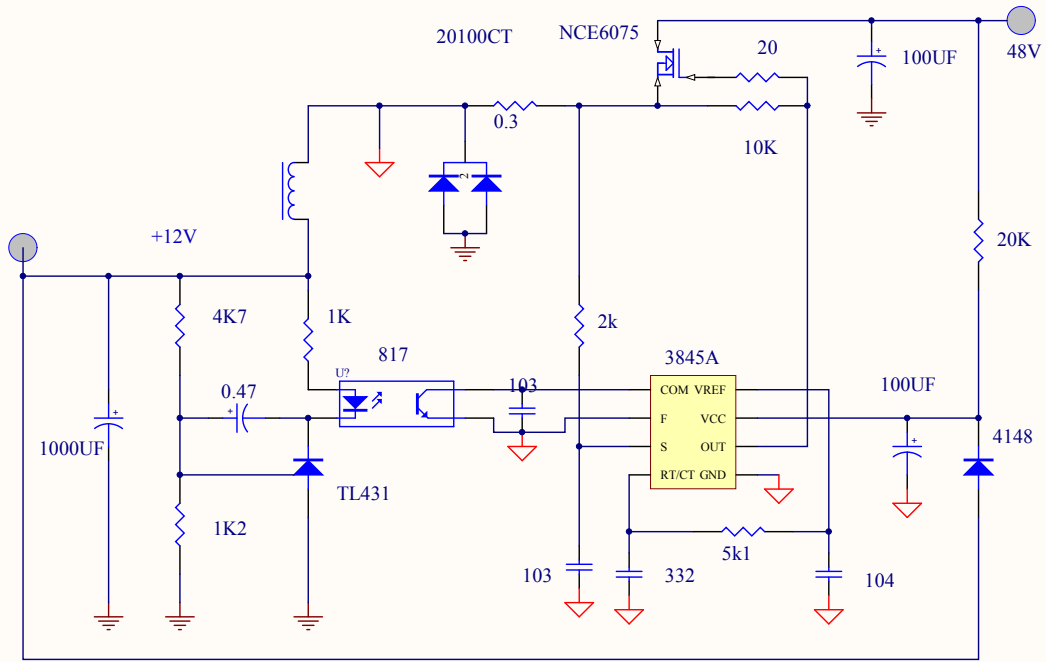 20100CT
NCE6075
20
100UF
48V
0.3
10K
2
+12V
20K
4K7
1K
2k
817
3845A
U?
0.47
103
COM VREF
100UF
F
VCC
1000UF
S
OUT
4148
RT/CT GND
TL431
1K2
5k1
103
332
104